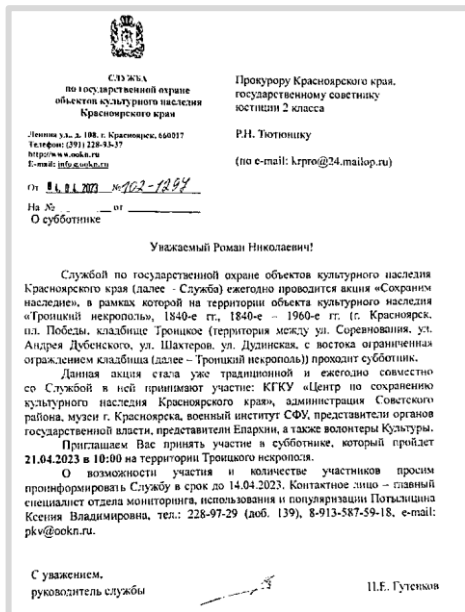 СЛУЖБА
по государственной охране
объектов культурного наследия
Красноярского края
Ленина ул., д. 108, г. Красноярск, 660017
Телефон: (391) 228-93-37
http://www.ookn.ru
E-mail: info@ookn.ru
От 04.04.2023 № 102-1297
На № ____ от ____
О субботнике
Прокурору Красноярского края,
государственному советнику
юстиции 2 класса
Р.Н. Тютюнику
(по e-mail: krpro@24.mailop.ru)
Уважаемый Роман Николаевич!
Службой по государственной охране объектов культурного наследия
Красноярского края (далее - Служба) ежегодно проводится акция «Сохраним
наследие», в рамках которой на территории объекта культурного наследия
«Троицкий некрополь», 1840-е гг., 1840-е – 1960-е гг. (г. Красноярск,
пл. Победы, кладбище Троицкое (территория между ул. Соревнования, ул.
Андрея Дубенского, ул. Шахтеров, ул. Дудинская, с востока ограниченная
ограждением кладбища (далее – Троицкий некрополь)) проходит субботник.
Данная акция стала уже традиционной и ежегодно совместно
со Службой в ней принимают участие: КГКУ «Центр по сохранению
культурного наследия Красноярского края», администрация Советского
района, музеи г. Красноярска, военный институт СФУ, представители органов
государственной власти, представители Епархии, а также волонтеры Культуры.
Приглашаем Вас принять участие в субботнике, который пройдет
21.04.2023 в 10:00 на территории Троицкого некрополя.
О возможности участия и количестве участников просим
проинформировать Службу в срок до 14.04.2023. Контактное лицо – главный
специалист отдела мониторинга, использования и популяризации Потылицина
Ксения Владимировна, тел.: 228-97-29 (доб. 139), 8-913-587-59-18, e-mail:
pkv@ookn.ru.
С уважением,
руководитель службы
П.Е. Гутенков